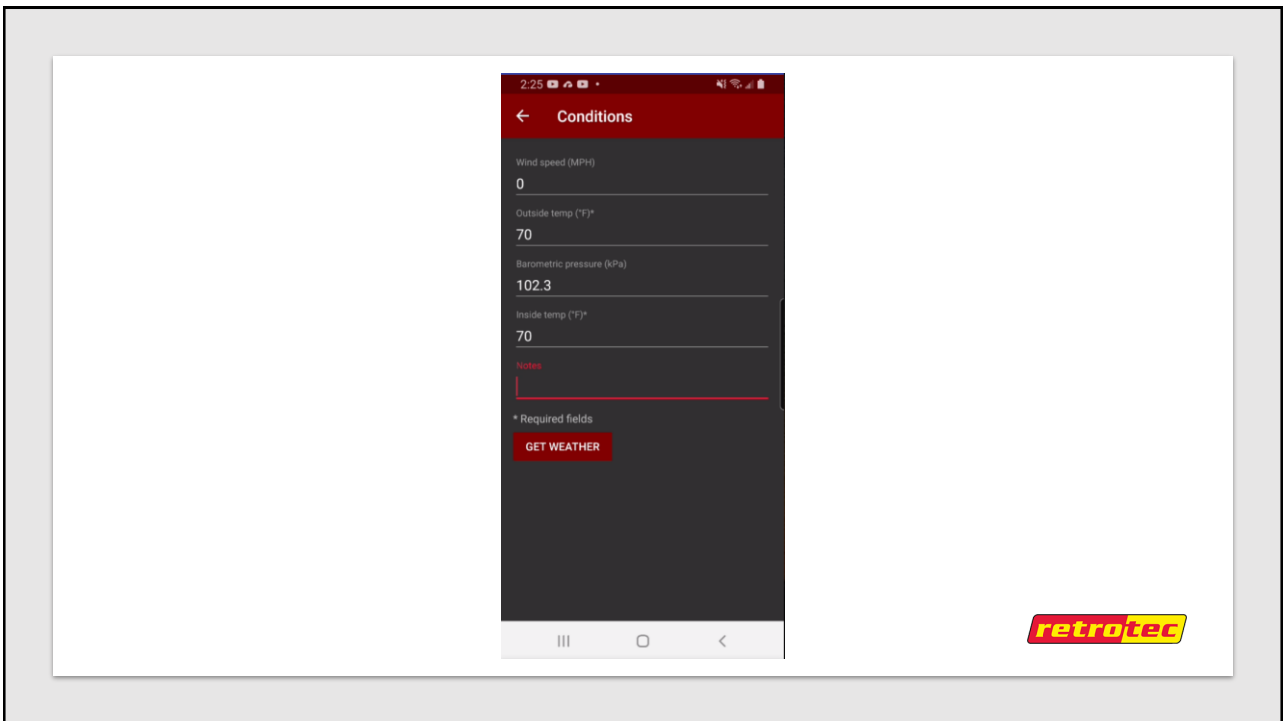 2:25
Conditions
Wind speed (MPH)
0
Outside temp (°F)*
70
Barometric pressure (kPa)
102.3
Inside temp (°F)*
70
Notes
* Required fields
GET WEATHER
retrotec